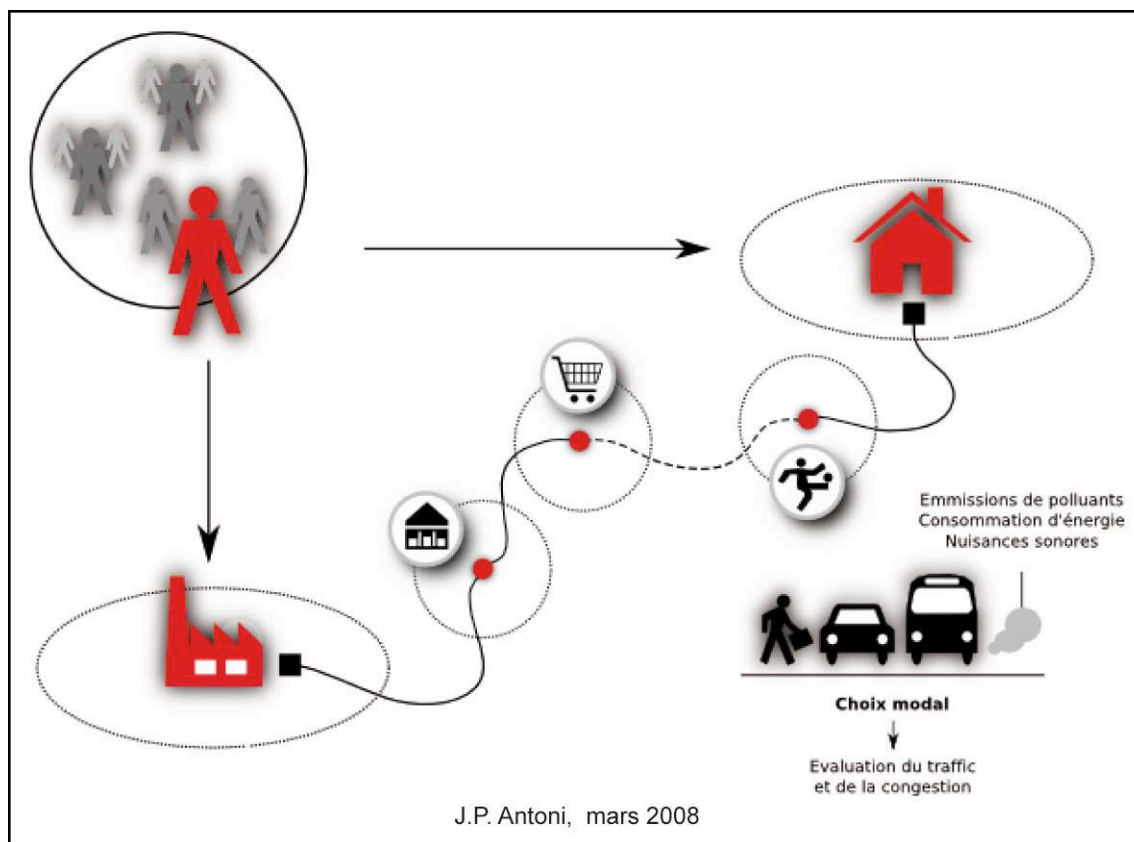 Emmissions de polluants
Consommation d'énergie
Nuisances sonores
Choix modal
Evaluation du traffic
et de la congestion
J.P. Antoni, mars 2008